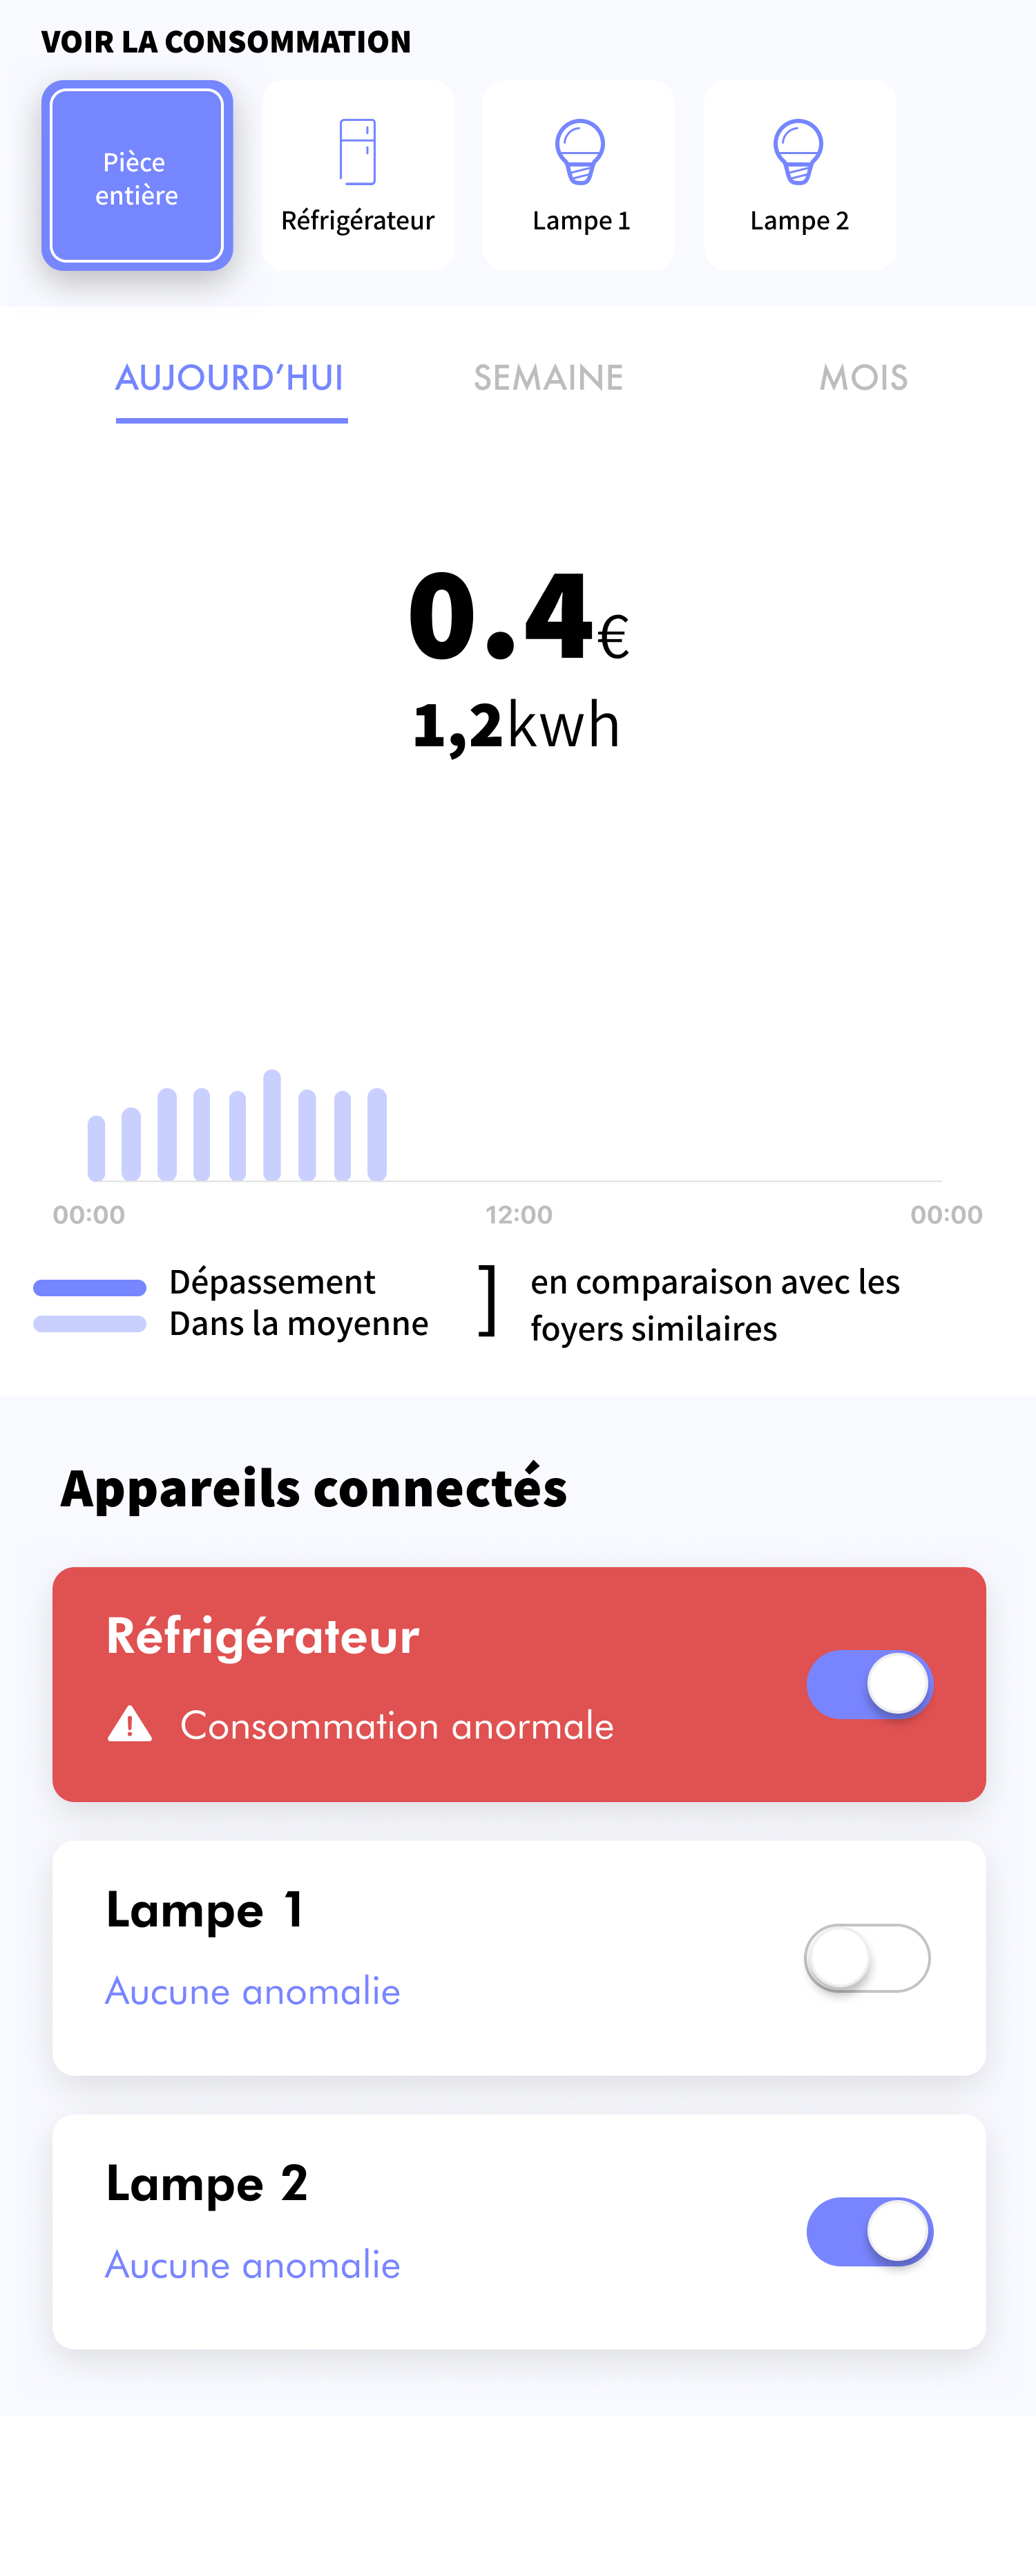 VOIR LA CONSOMMATION
Pièce
entière
Réfrigérateur
Lampe 1
Lampe 2
AUJOURD’HUI
SEMAINE
MOIS
0.4€
1,2kwh
00:00
12:00
00:00
Dépassement
Dans la moyenne
]
en comparaison avec les
foyers similaires
Appareils connectés
Réfrigérateur
Consommation anormale
Lampe 1
Aucune anomalie
Lampe 2
Aucune anomalie